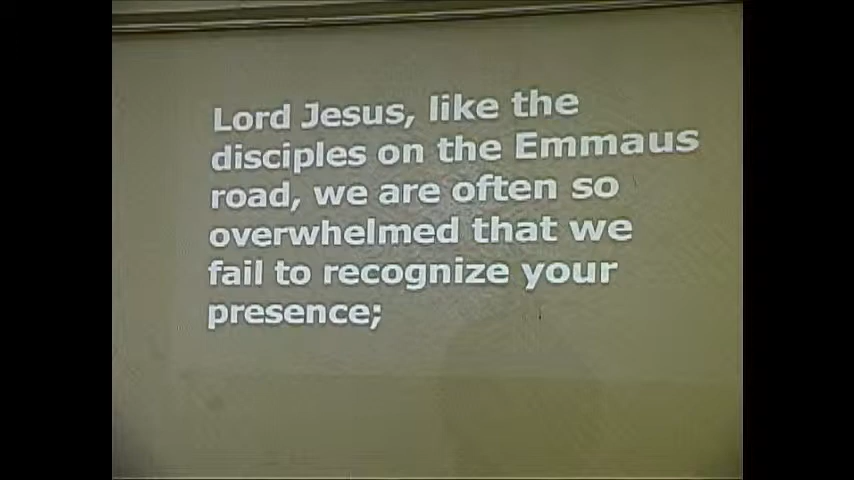 Lord Jesus, like the
disciples on the Emmaus
road, we are often so
overwhelmed that we
fail to recognize your
presence;